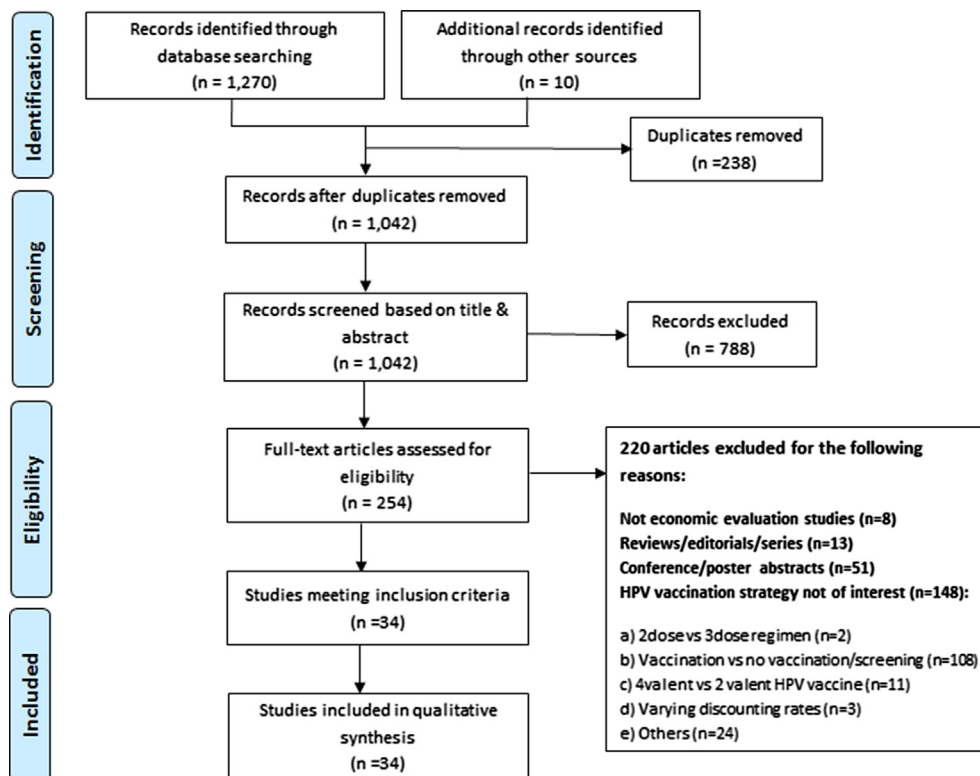 Identification
Records identified through
database searching
(n = 1,270)
Additional records identified
through other sources
(n = 10)
Duplicates removed
(n =238)
Screening
Records after duplicates removed
(n = 1,042)
Records screened based on title &
abstract
(n = 1,042)
Records excluded
(n = 788)
Eligibility
Full-text articles assessed for
eligibility
(n = 254)
220 articles excluded for the following
reasons:
Not economic evaluation studies (n=8)
Reviews/editorials/series (n=13)
Conference/poster abstracts (n=51)
HPV vaccination strategy not of interest (n=148):
a) 2dose vs 3dose regimen (n=2)
b) Vaccination vs no vaccination/screening (n=108)
c) 4valent vs 2 valent HPV vaccine (n=11)
d) Varying discounting rates (n=3)
e) Others (n=24)
Studies meeting inclusion criteria
(n =34)
Included
Studies included in qualitative
synthesis
(n =34)